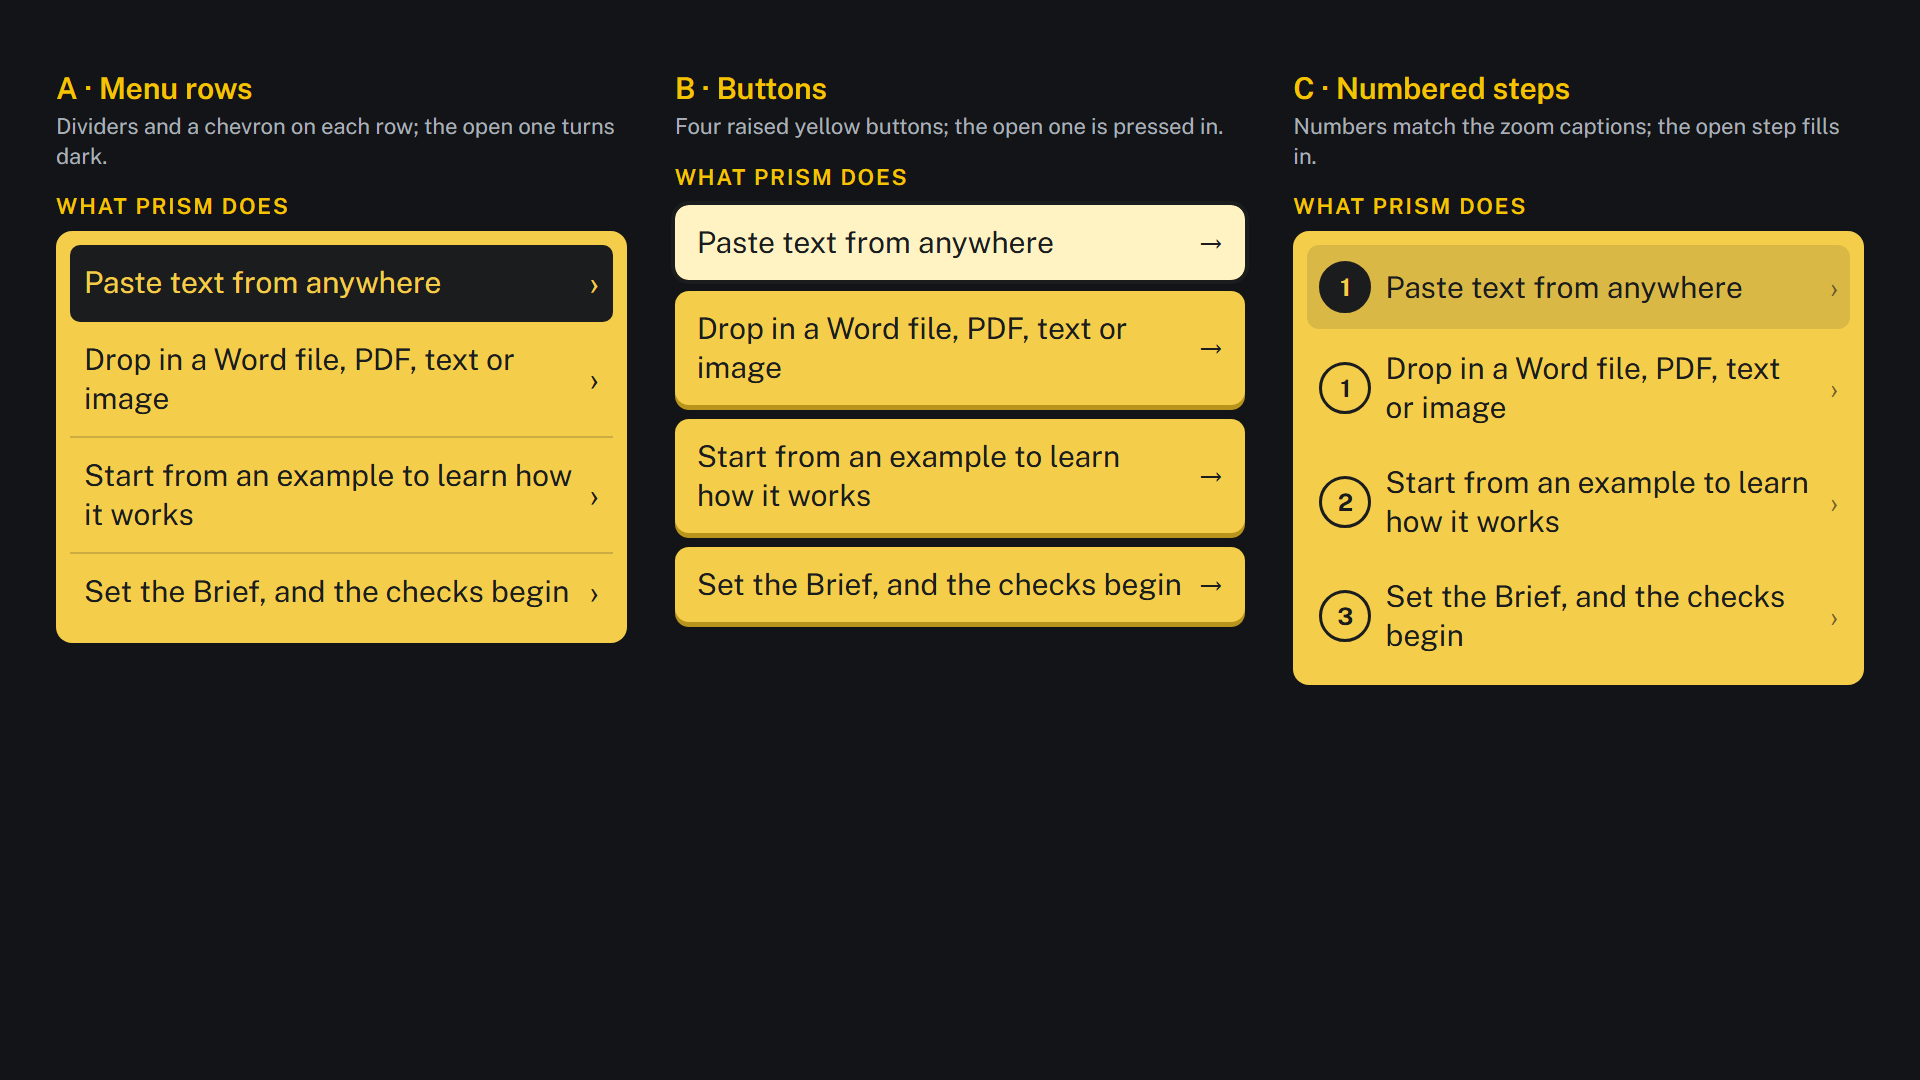 A · Menu rows
Dividers and a chevron on each row; the open one turns
dark.
WHAT PRISM DOES
Paste text from anywhere ›
Drop in a Word file, PDF, text or
image ›
Start from an example to learn how
it works ›
Set the Brief, and the checks begin ›
B · Buttons
Four raised yellow buttons; the open one is pressed in.
WHAT PRISM DOES
Paste text from anywhere →
Drop in a Word file, PDF, text or
image →
Start from an example to learn
how it works →
Set the Brief, and the checks begin →
C · Numbered steps
Numbers match the zoom captions; the open step fills
in.
WHAT PRISM DOES
1 Paste text from anywhere ›
1 Drop in a Word file, PDF, text
or image ›
2 Start from an example to learn
how it works ›
3 Set the Brief, and the checks
begin ›